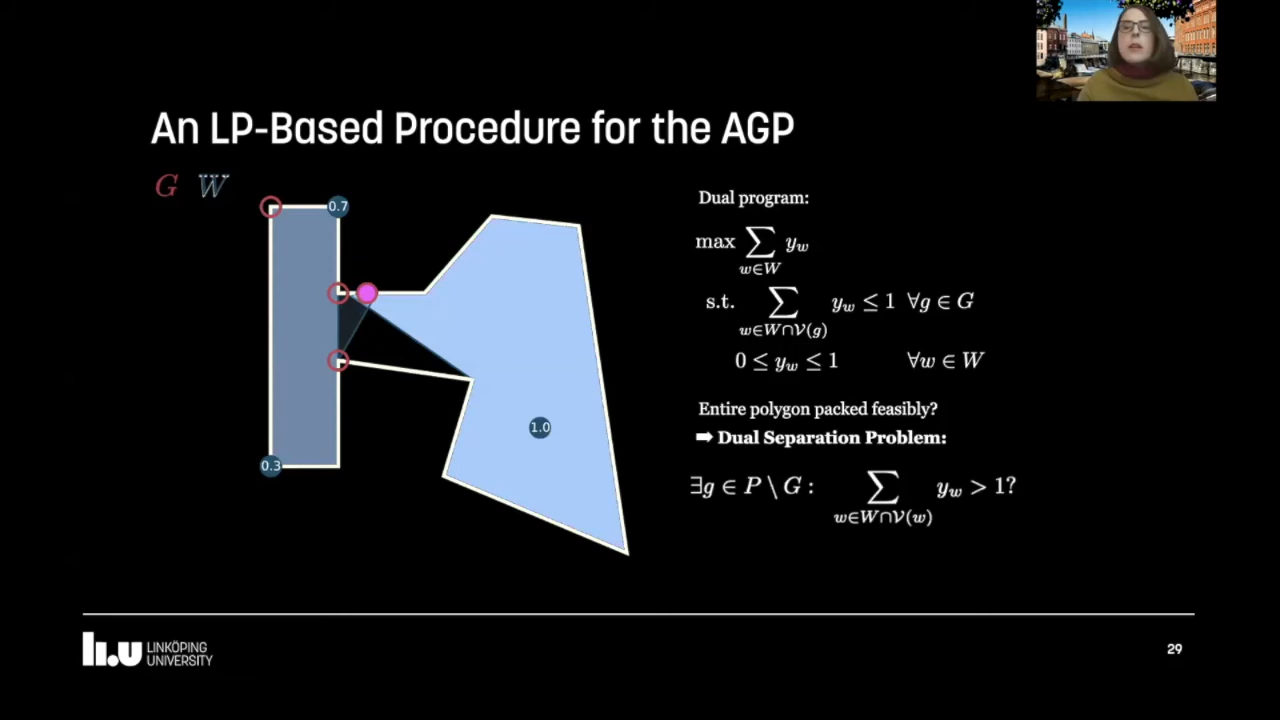 An LP-Based Procedure for the AGP
G W
0.7
0.3
1.0
Dual program:
max ∑_{w∈W} y_w
s.t. ∑_{w∈W∩𝒱(g)} y_w ≤ 1 ∀g ∈ G
0 ≤ y_w ≤ 1 ∀w ∈ W
Entire polygon packed feasibly?
➡ Dual Separation Problem:
∃g ∈ P \ G : ∑_{w∈W∩𝒱(w)} y_w > 1?
li.u LINKÖPING
UNIVERSITY
29